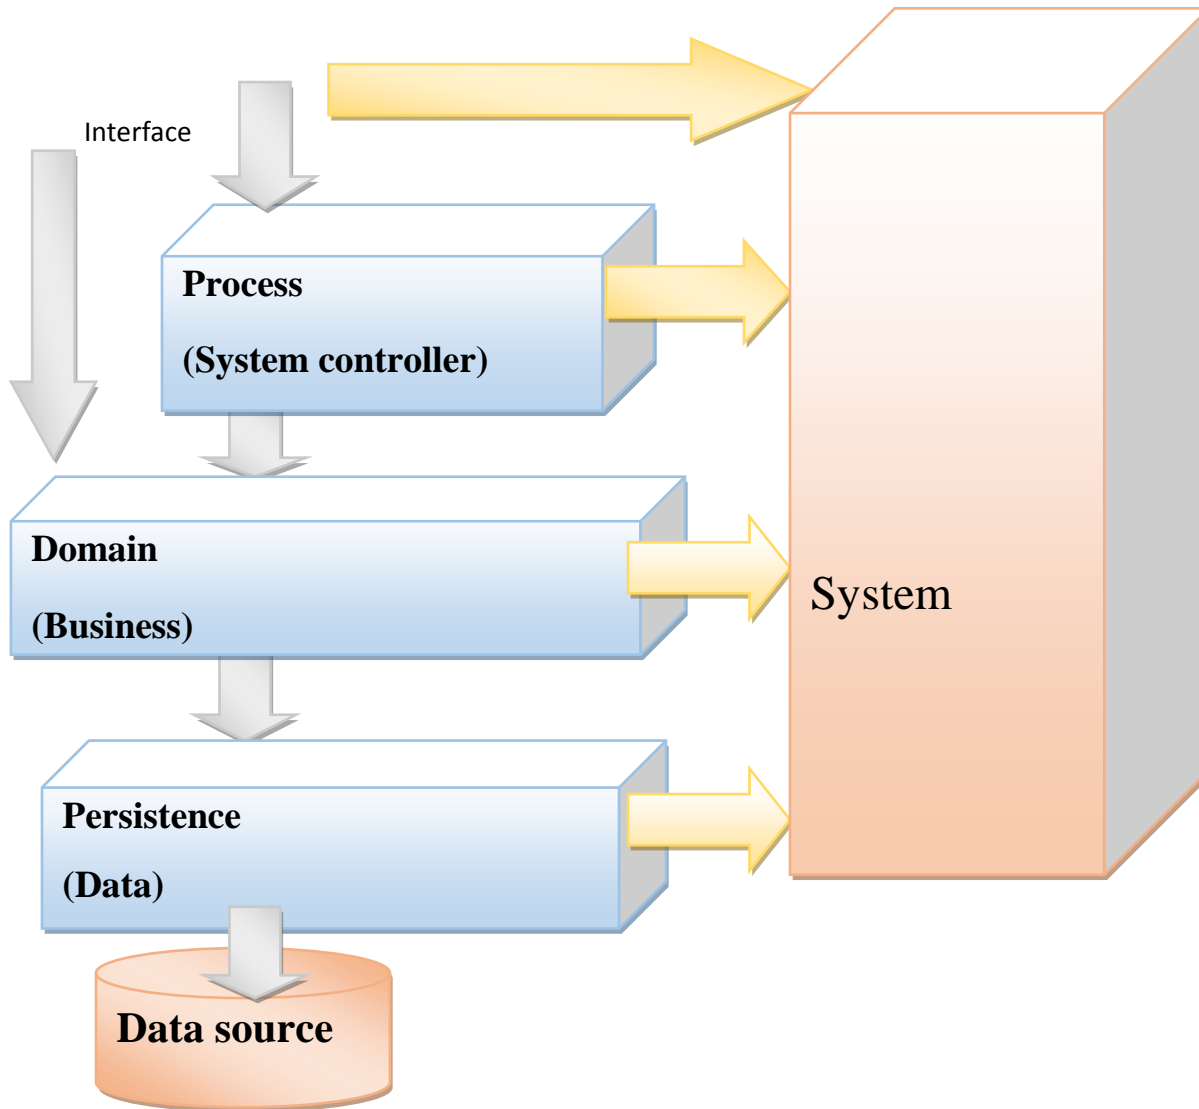 Interface
Process
(System controller)
Domain
(Business)
System
Persistence
(Data)
Data source